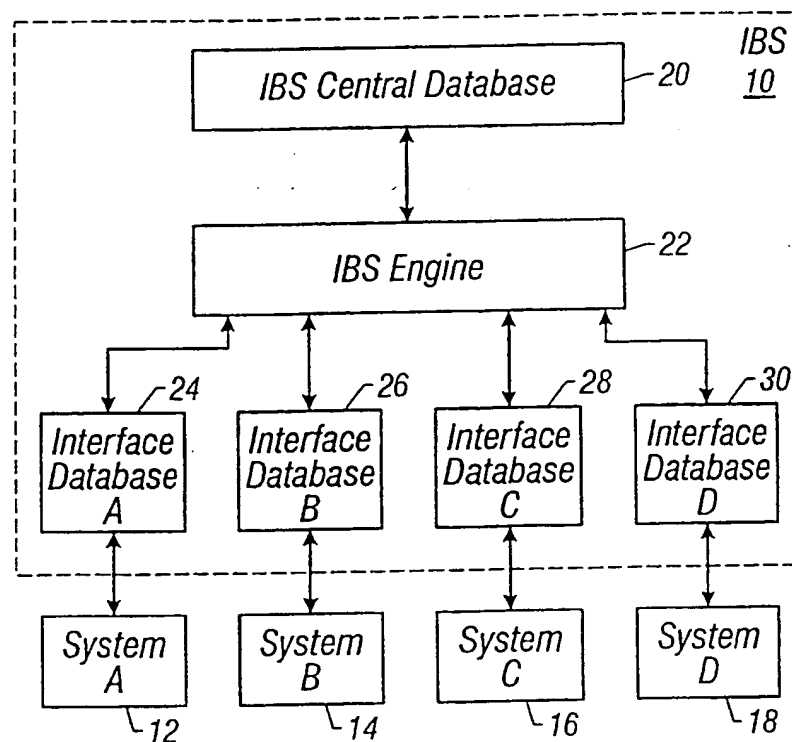 IBS
10
IBS Central Database
20
IBS Engine
22
24
26
28
30
Interface
Database
A
Interface
Database
B
Interface
Database
C
Interface
Database
D
System
A
System
B
System
C
System
D
12
14
16
18